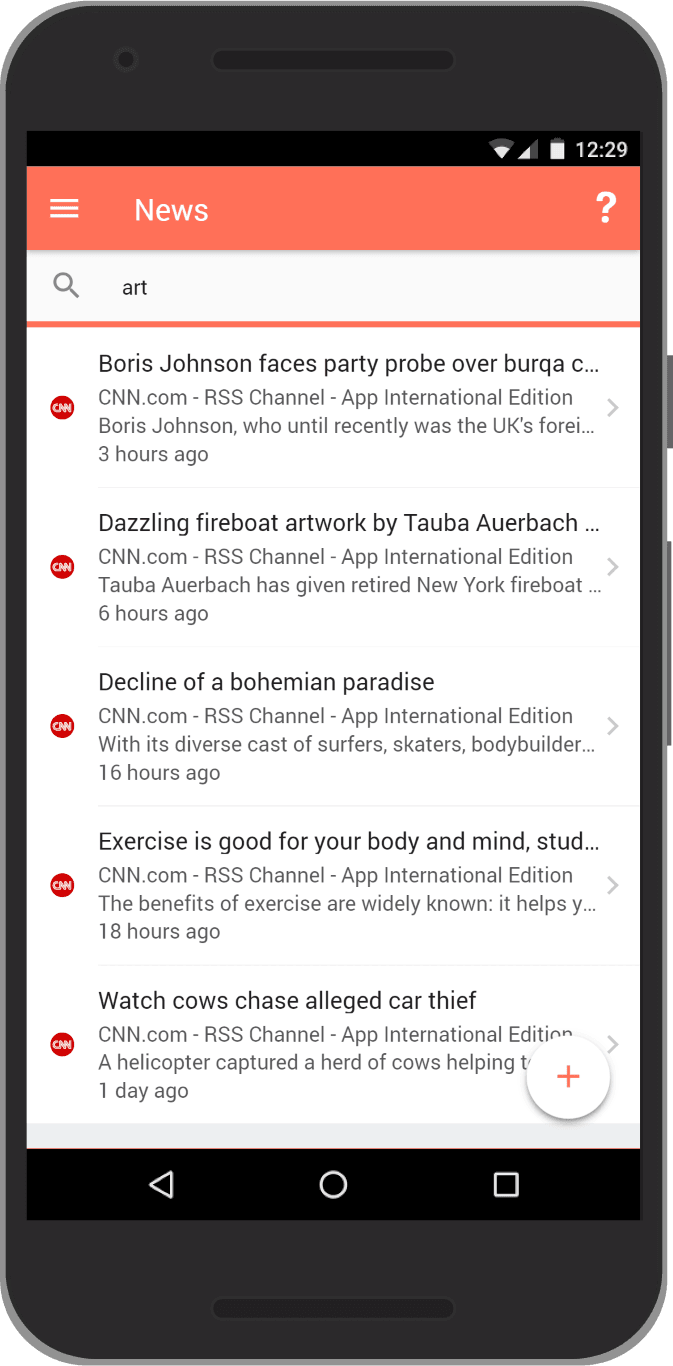 12:29
News
?
art
Boris Johnson faces party probe over burqa c...
CNN.com - RSS Channel - App International Edition
CNN
Boris Johnson, who until recently was the UK's forei...
3 hours ago
Dazzling fireboat artwork by Tauba Auerbach ...
CNN.com - RSS Channel - App International Edition
CNN
Tauba Auerbach has given retired New York fireboat ...
6 hours ago
Decline of a bohemian paradise
CNN.com - RSS Channel - App International Edition
CNN
With its diverse cast of surfers, skaters, bodybuilder...
16 hours ago
Exercise is good for your body and mind, stud...
CNN.com - RSS Channel - App International Edition
CNN
The benefits of exercise are widely known: it helps y...
18 hours ago
Watch cows chase alleged car thief
CNN.com - RSS Channel - App International Edition
CNN
A helicopter captured a herd of cows helping
1 day ago